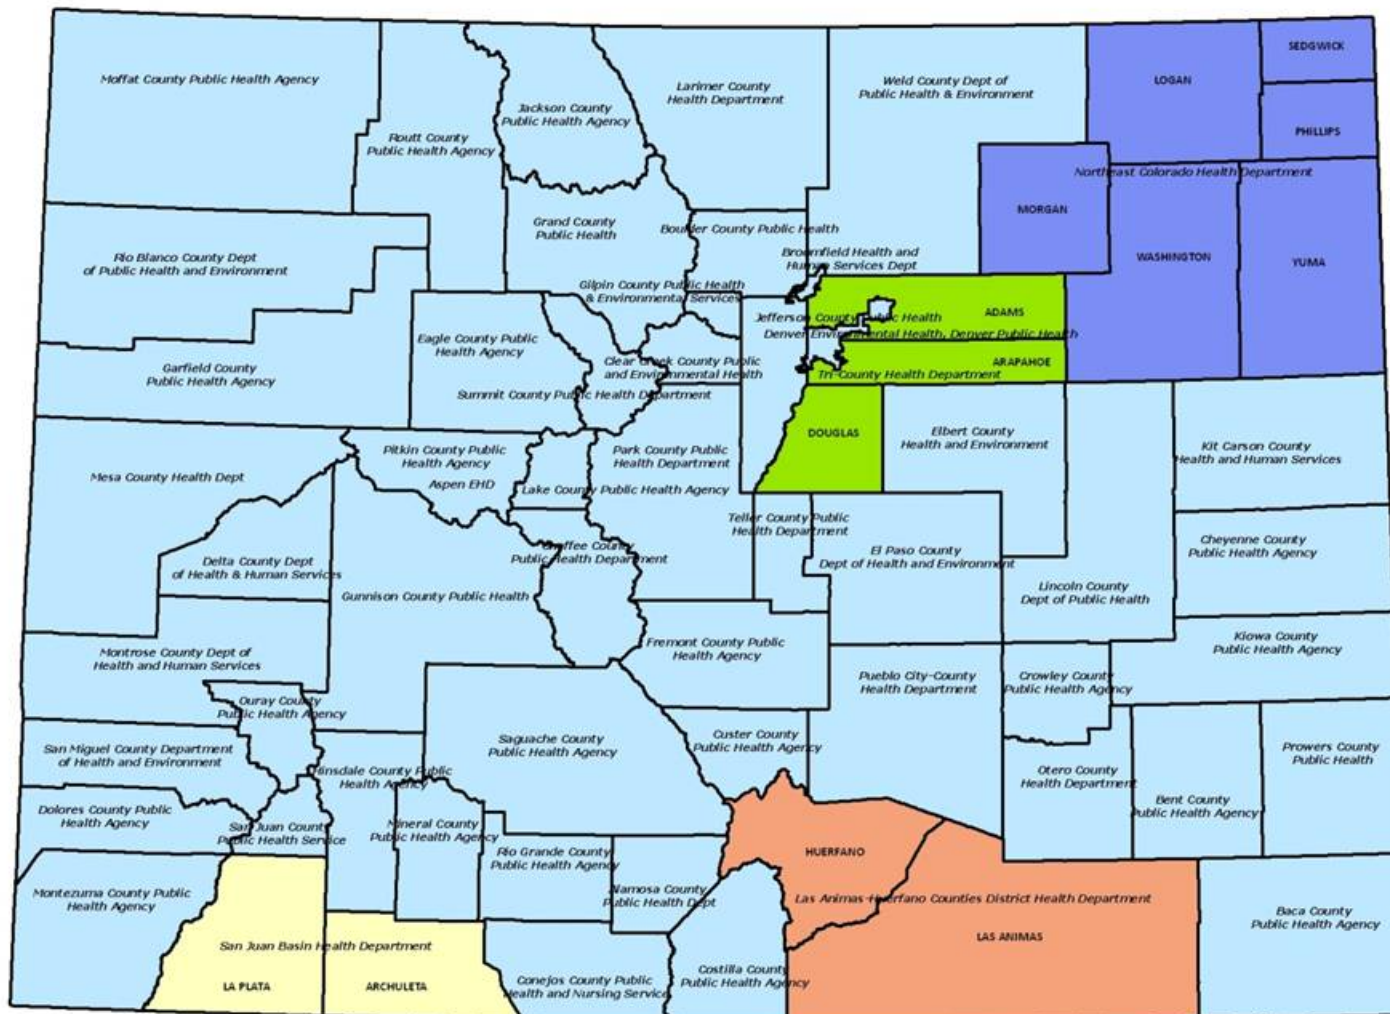 Moffat County Public Health Agency
Routt County
Public Health Agency
Jackson County
Public Health Agency
Larimer County
Health Department
Weld County Dept of
Public Health & Environment
LOGAN
SEDGWICK
PHILLIPS
Northeast Colorado Health Department
MORGAN
WASHINGTON
YUMA
Rio Blanco County Dept
of Public Health and Environment
Grand County
Public Health
Boulder County Public Health
Broomfield Health and
Human Services Dept
Gilpin County Public Health
& Environmental Services
Jefferson County Public Health
ADAMS
Denver Environmental Health, Denver Public Health
ARAPAHOE
Tri-County Health Department
Garfield County
Public Health Agency
Eagle County Public
Health Agency
Clear Creek County Public
and Environmental Health
Summit County Public Health Department
DOUGLAS
Elbert County
Health and Environment
Kit Carson County
Health and Human Services
Mesa County Health Dept
Pitkin County Public
Health Agency
Aspen EHD
Lake County Public Health Agency
Park County Public
Health Department
Teller County Public
Health Department
El Paso County
Dept of Health and Environment
Cheyenne County
Public Health Agency
Delta County Dept
of Health & Human Services
Chaffee County
Public Health Department
Gunnison County Public Health
Lincoln County
Dept of Public Health
Fremont County Public
Health Agency
Kiowa County
Public Health Agency
Montrose County Dept of
Health and Human Services
Ouray County
Public Health Agency
Pueblo City-County
Health Department
Crowley County
Public Health Agency
San Miguel County Department
of Health and Environment
Hinsdale County Public
Health Agency
Saguache County
Public Health Agency
Custer County
Public Health Agency
Otero County
Health Department
Prowers County
Public Health
Bent County
Public Health Agency
Dolores County Public
Health Agency
San Juan County
Public Health Service
Mineral County
Public Health Agency
Rio Grande County
Public Health Agency
Alamosa County
Public Health Dept
HUERFANO
Las Animas-Huerfano Counties District Health Department
LAS ANIMAS
Baca County
Public Health Agency
Montezuma County Public
Health Agency
San Juan Basin Health Department
LA PLATA
ARCHULETA
Conejos County Public
Health and Nursing Service
Costilla County
Public Health Agency